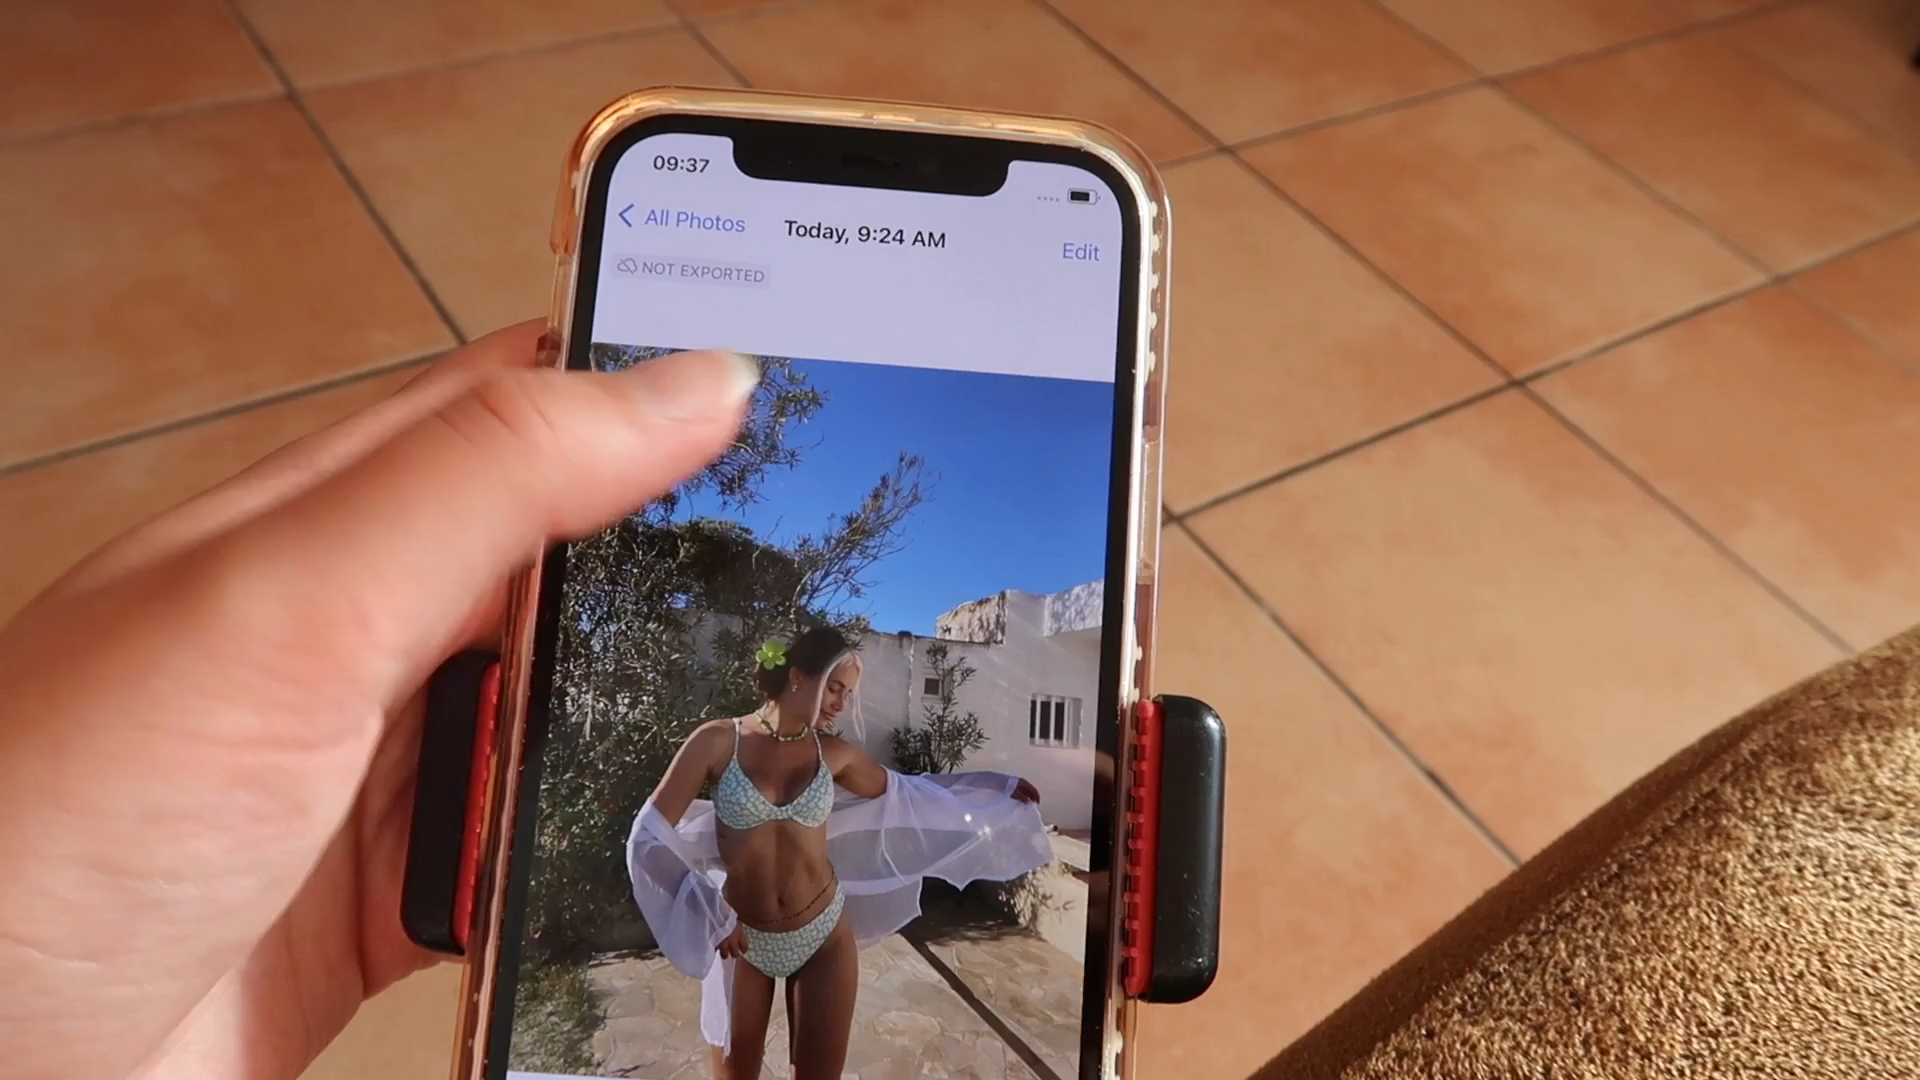 09:37
All Photos
Today, 9:24 AM
Edit
NOT EXPORTED